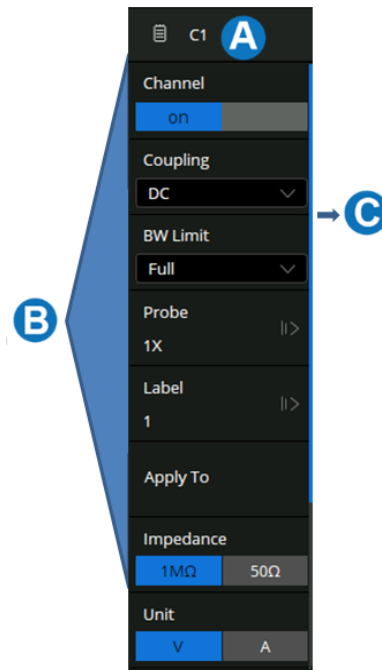 C1 A
Channel
on
Coupling
DC
C
BW Limit
Full
B
Probe
1X
Label
1
Apply To
Impedance
1MΩ 50Ω
Unit
V A